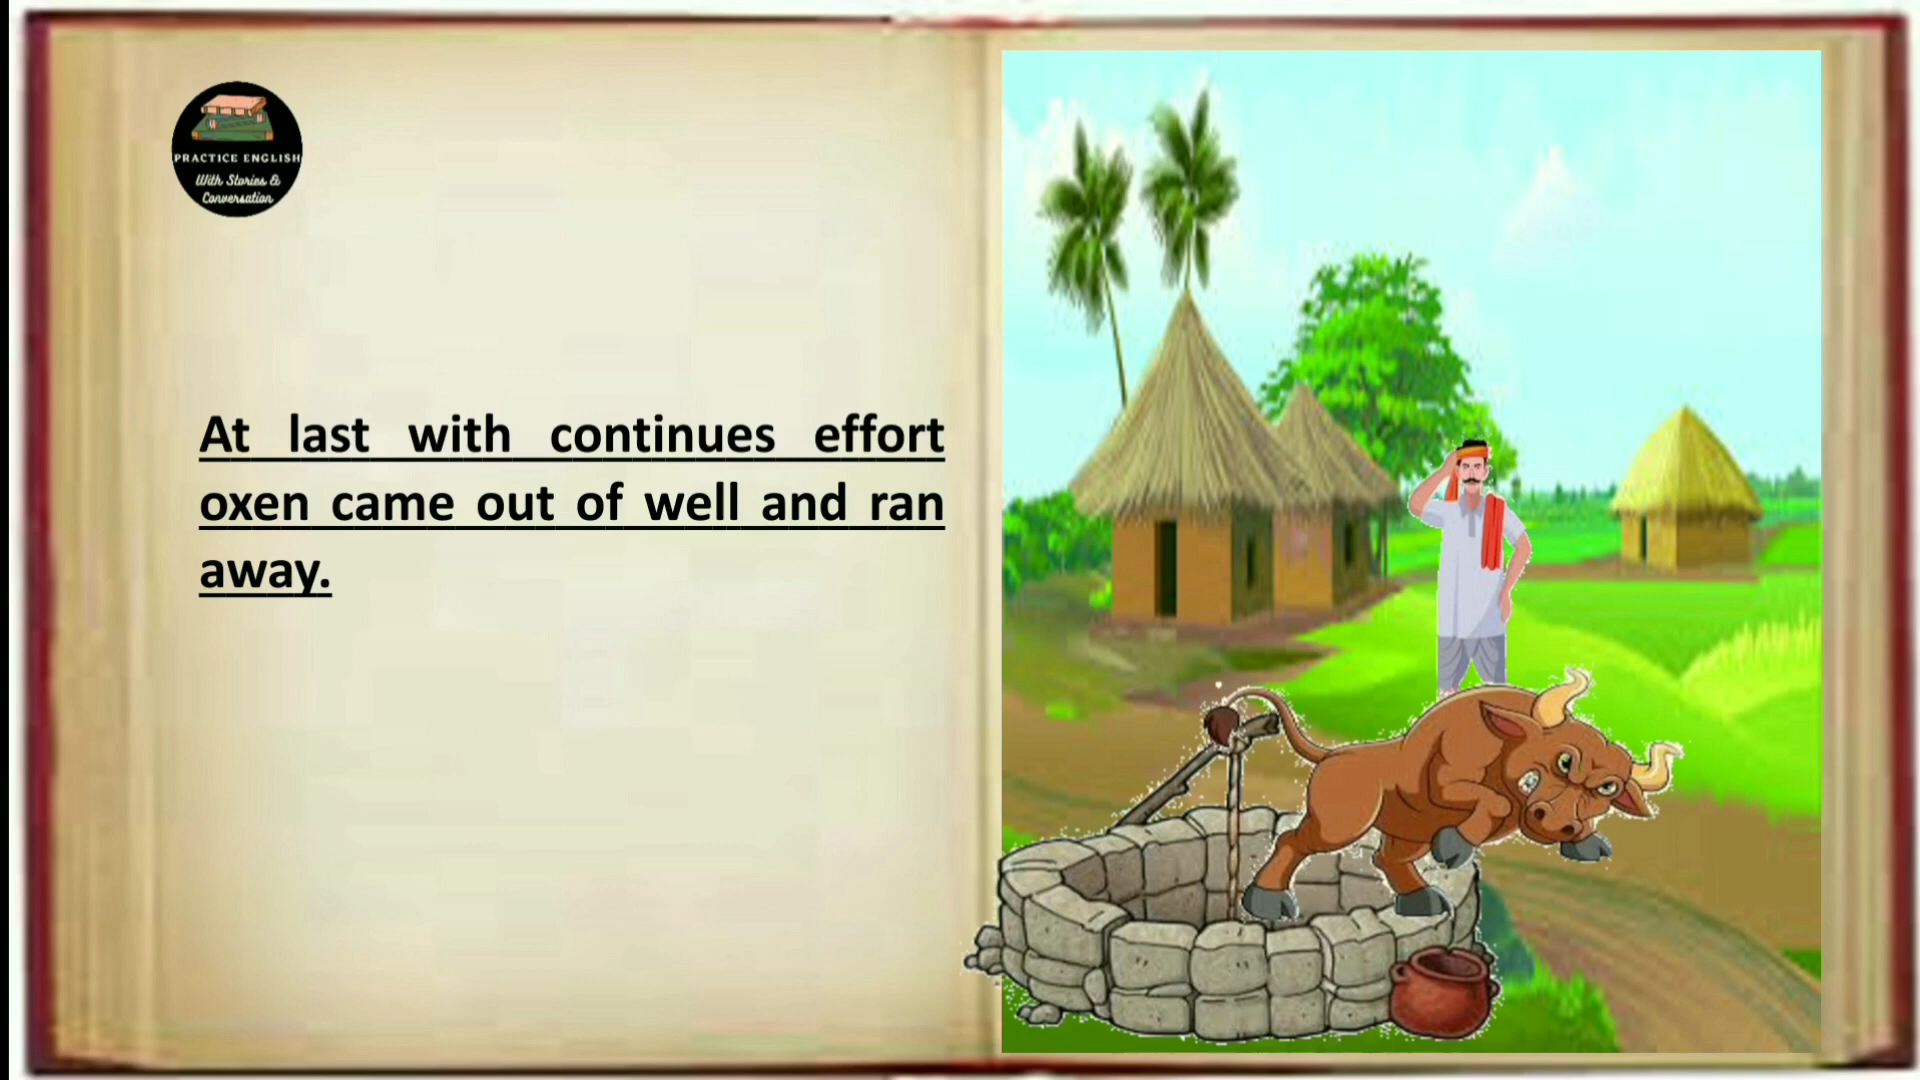 PRACTICE ENGLISH
With Stories &
Conversation
At last with continues effort
oxen came out of well and ran
away.